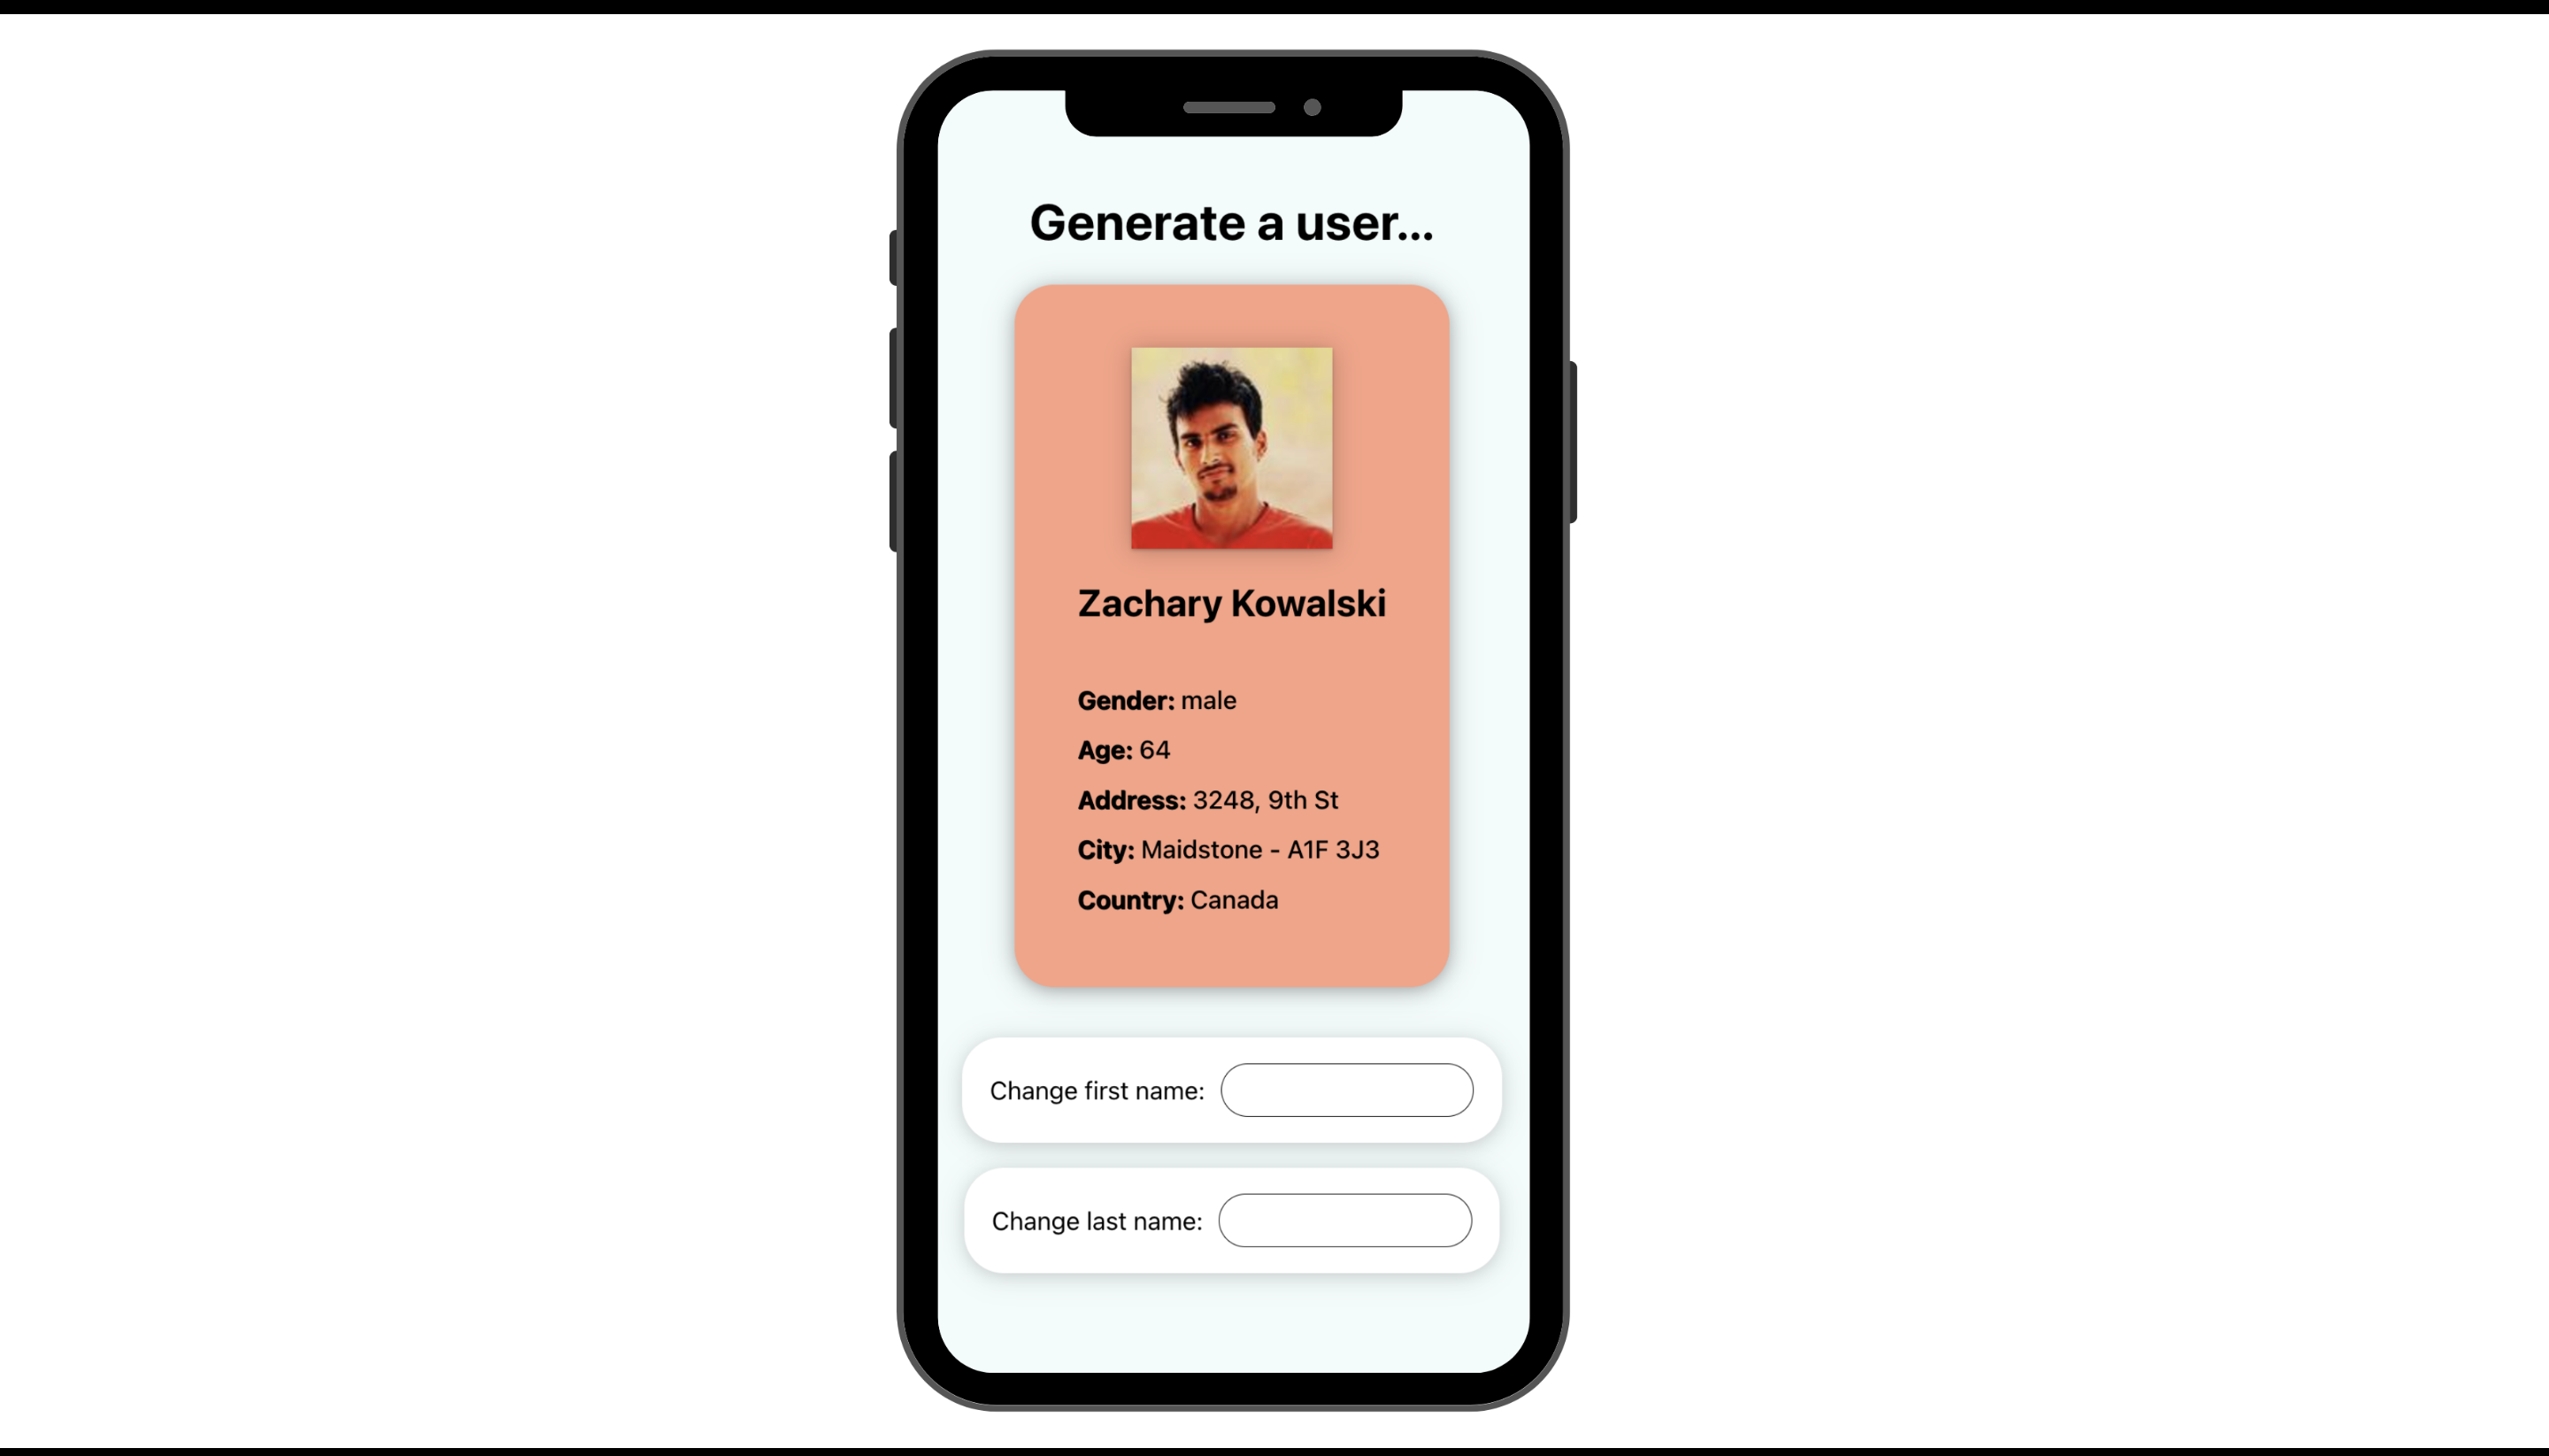 Generate a user...
Zachary Kowalski
Gender: male
Age: 64
Address: 3248, 9th St
City: Maidstone - A1F 3J3
Country: Canada
Change first name:
Change last name: